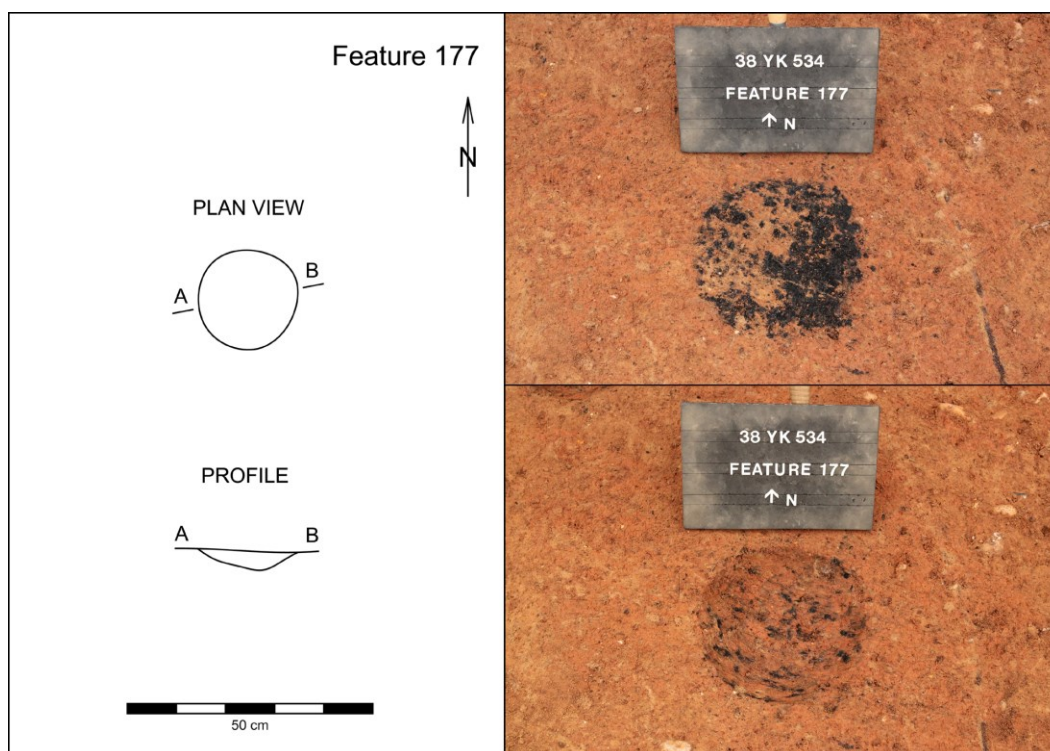 Feature 177
N
PLAN VIEW
A
B
PROFILE
A B
50 cm
38 YK 534
FEATURE 177
↑ N
38 YK 534
FEATURE 177
↑ N